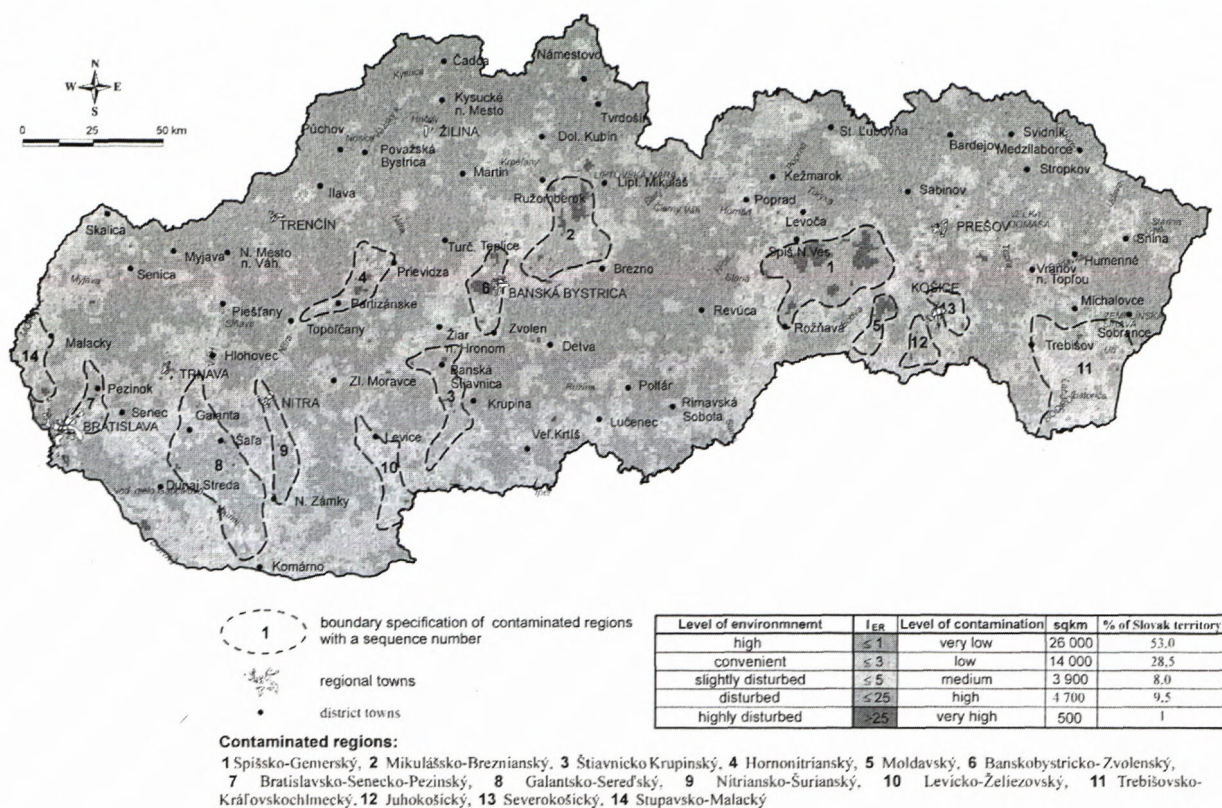 N
W E
S
0 25 50 km
Námestovo
Čadca
Kysuca
Kysucké
n. Mesto
Tvrdošín
Púchov
ŽILINA
Dol. Kubín
St. Ľubovňa
Bardejov
Svidník
Medzilaborce
Považská
Bystrica
Stropkov
Martin
Kežmarok
Poprad
Ilava
Ružomberok
Lipt. Mikuláš
Sabinov
Poprad
Levoča
Skalica
TRENČÍN
2
PREŠOV
Snina
Myjava
N. Mesto
n. Váh.
Turč. Teplice
Spiš.N.Ves
Humenné
Senica
4
Prievidza
Brezno
1
Vranov
n. Topľou
Myjava
6
BANSKÁ BYSTRICA
KOŠICE
Partizánske
Michalovce
Piešťany
Topoľčany
Revúca
Rožňava
5
13
Sobrance
Malacky
Žiar
n. Hronom
Zvolen
Detva
12
Trebišov
14
Hlohovec
Banská
Štiavnica
11
TRNAVA
Pezinok
Zl. Moravce
3
Krupina
Poltár
7
Senec
NITRA
Rimavská
Sobota
BRATISLAVA
Galanta
Šaľa
Levice
Lučenec
Veľ.Krtíš
8
9
10
Dunaj.Streda
N. Zámky
Komárno
1
boundary specification of contaminated regions
with a sequence number
regional towns
district towns
Level of environmnemt I ER Level of contamination sqkm % of Slovak territory
high ≤ 1 very low 26 000 53.0
convenient ≤ 3 low 14 000 28,5
slightly disturbed ≤ 5 medium 3 900 8.0
disturbed ≤ 25 high 4 700 9.5
highly disturbed >25 very high 500 1
Contaminated regions:
1 Spišsko-Gemerský, 2 Mikulášsko-Breznianský, 3 Štiavnicko Krupinský, 4 Hornonitrianský, 5 Moldavský, 6 Banskobystricko-Zvolenský,
7 Bratislavsko-Senecko-Pezinský, 8 Galantsko-Sereďský, 9 Nitriansko-Šurianský, 10 Levicko-Želiezovský, 11 Trebišovsko-
Kráľovskochlmecký, 12 Juhokošický, 13 Severokošický, 14 Stupavsko-Malacký